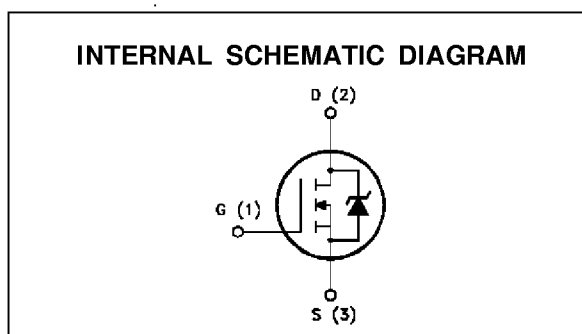 INTERNAL SCHEMATIC DIAGRAM
D (2)
G (1)
S (3)